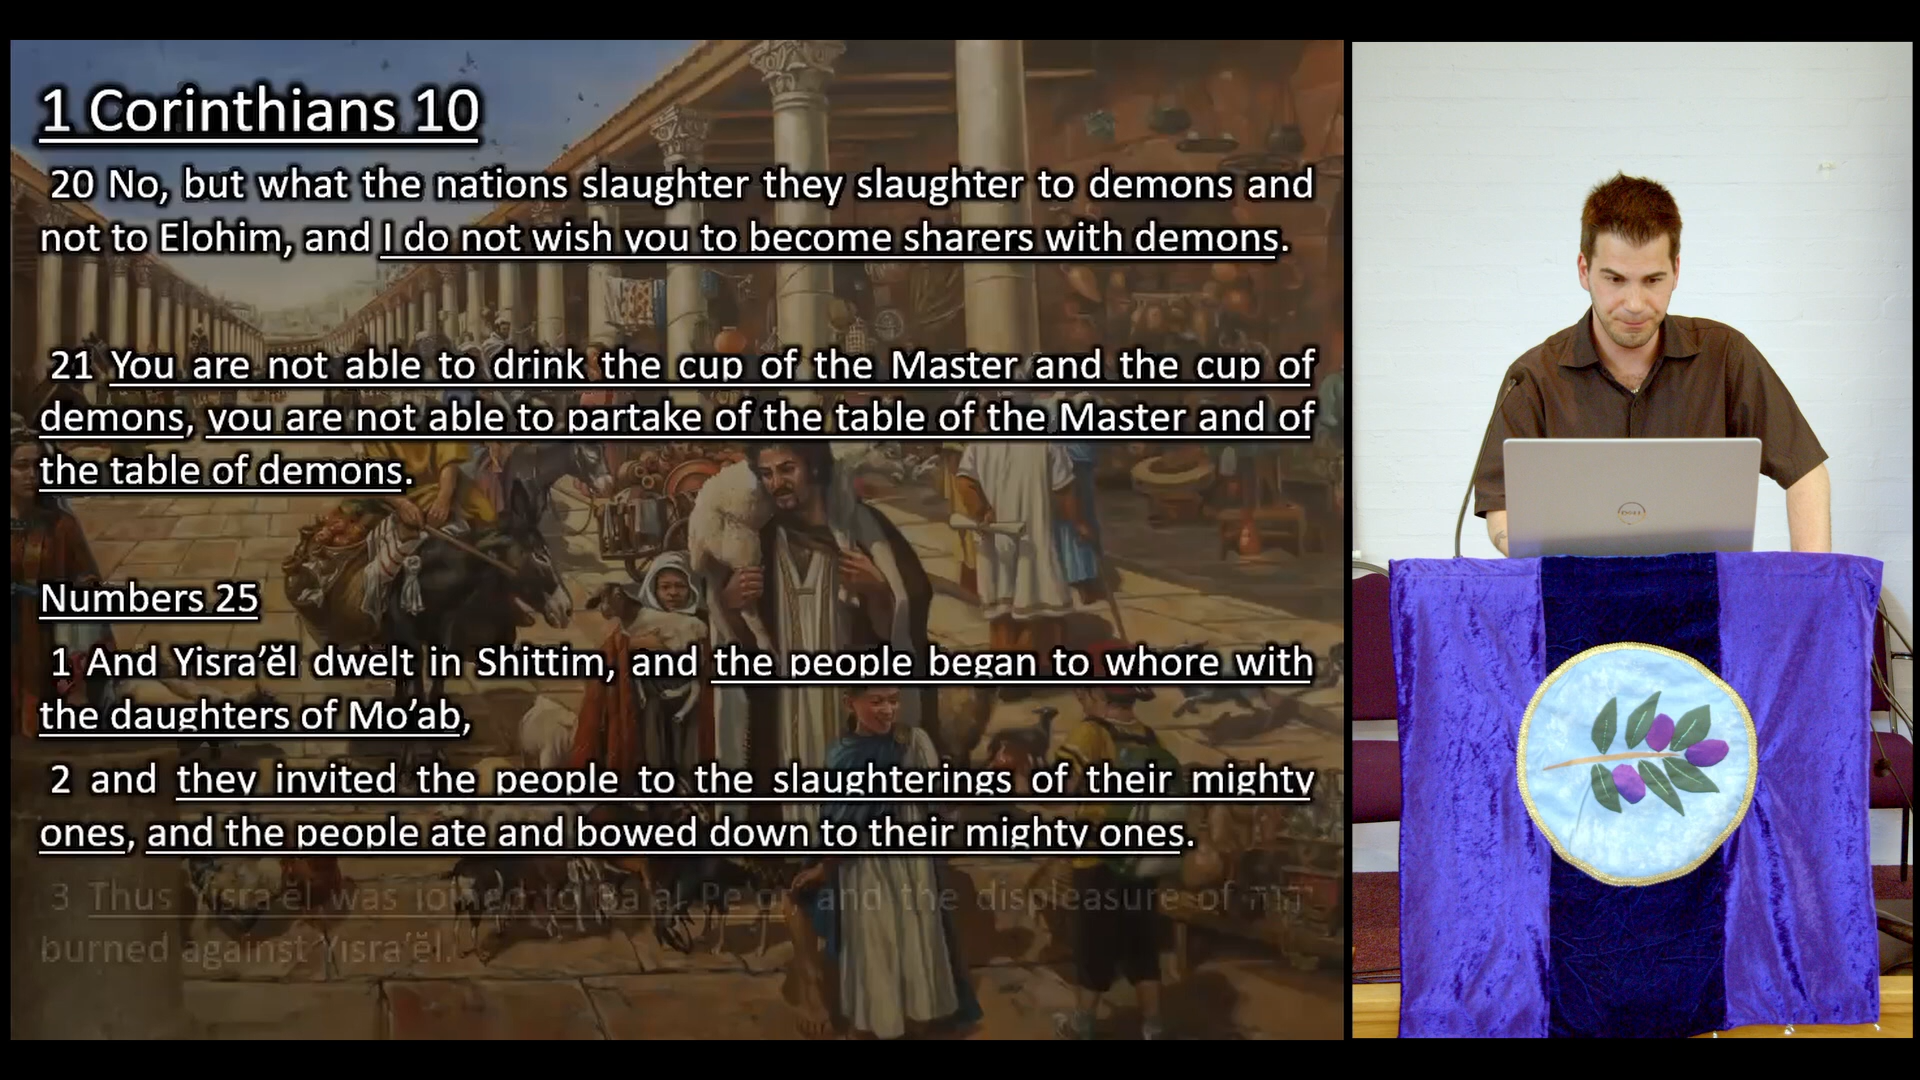 1 Corinthians 10
20 No, but what the nations slaughter they slaughter to demons and
not to Elohim, and I do not wish you to become sharers with demons.
21 You are not able to drink the cup of the Master and the cup of
demons, you are not able to partake of the table of the Master and of
the table of demons.
Numbers 25
1 And Yisra’ĕl dwelt in Shittim, and the people began to whore with
the daughters of Mo’ab,
2 and they invited the people to the slaughterings of their mighty
ones, and the people ate and bowed down to their mighty ones.
3 Thus Yisra’ĕl was joined to Ba‛al Pe‛or, and the displeasure of יהוה
burned against Yisra’ĕl.
DELL